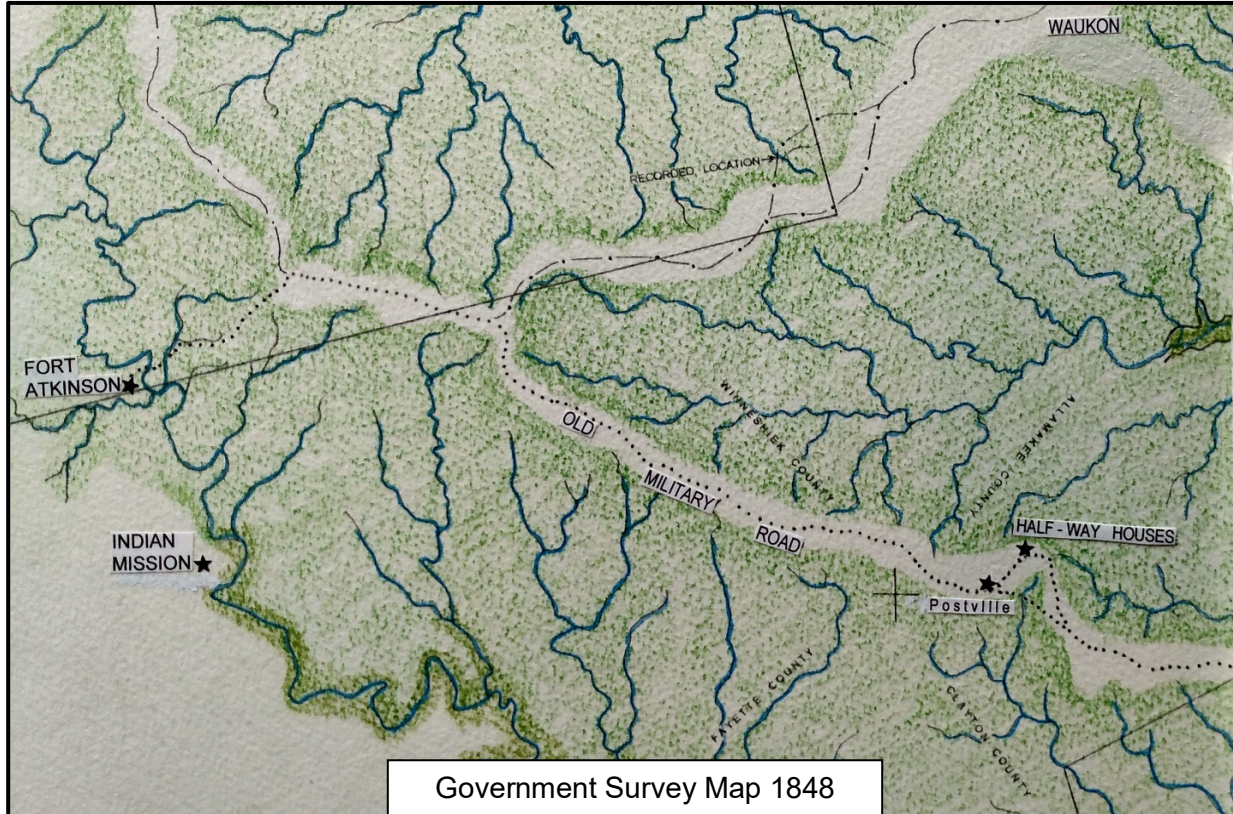 WAUKON
RECORDED LOCATION
FORT
ATKINSON
OLD
MILITARY
ROAD
WINNESHIEK COUNTY
ALLAMAKEE COUNTY
HALF-WAY HOUSES
INDIAN
MISSION
Postville
FAYETTE COUNTY
CLAYTON COUNTY
Government Survey Map 1848